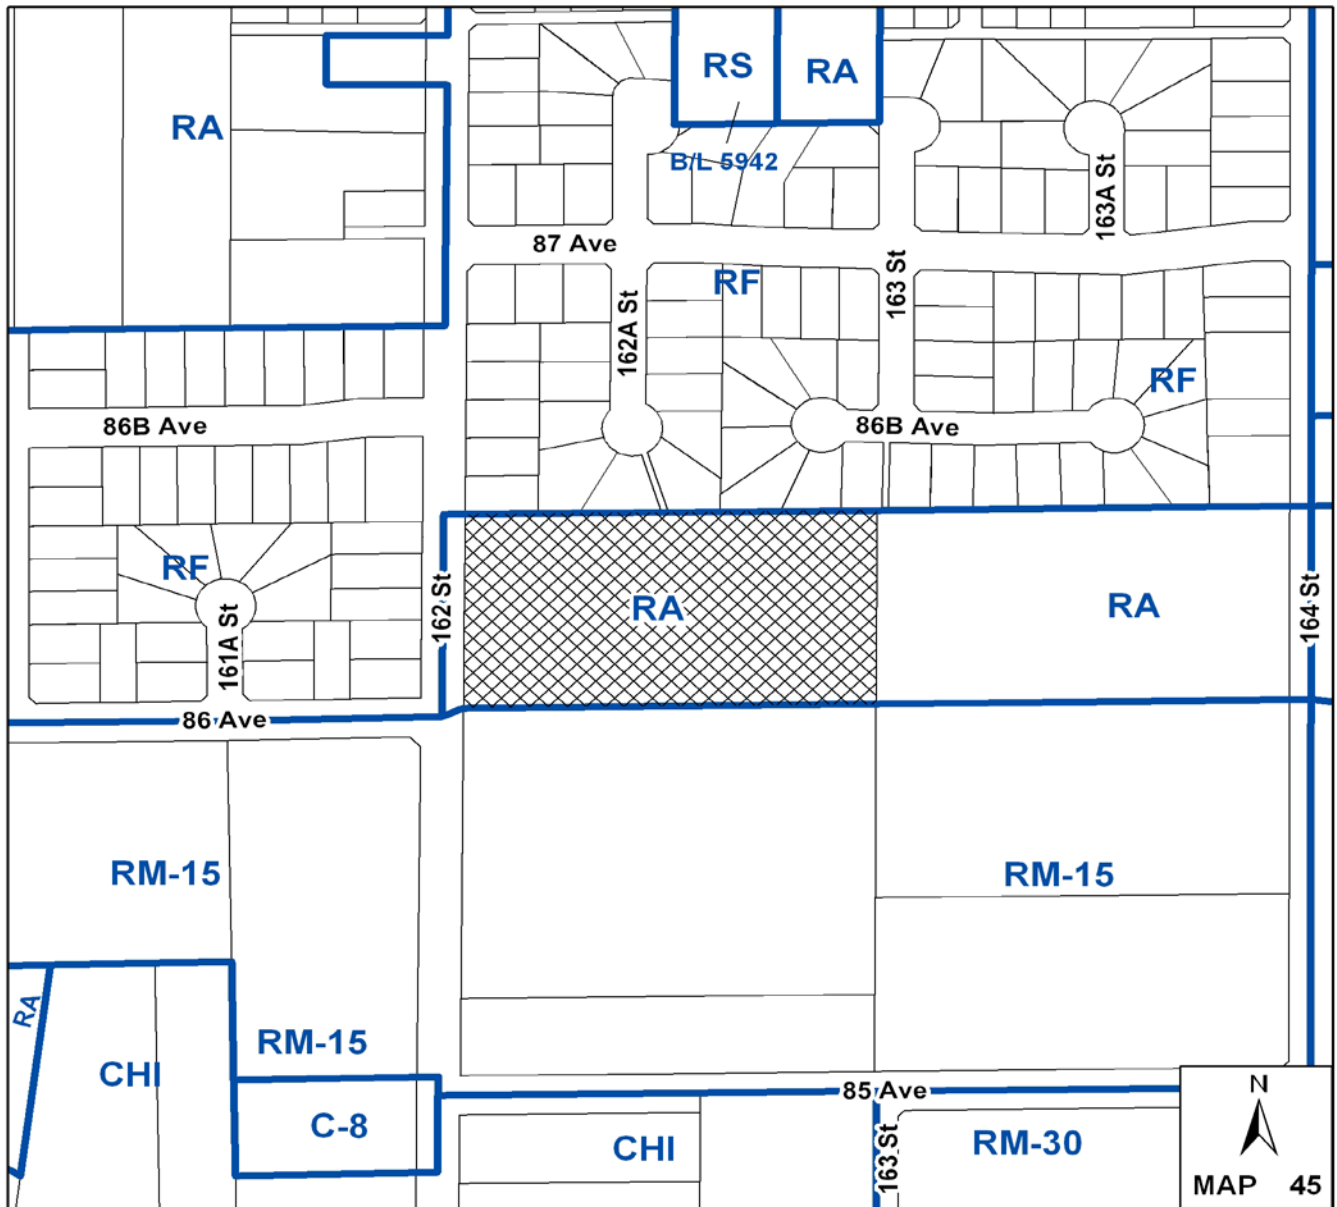 RS
RA
RA
B/L 5942
163A St
87 Ave
RF
163 St
162A St
RF
86B Ave
86B Ave
RF
162 St
RA
RA
164 St
161A St
86 Ave
RM-15
RM-15
RA
RM-15
CHI
85 Ave
C-8
CHI
163 St
RM-30
N
MAP 45